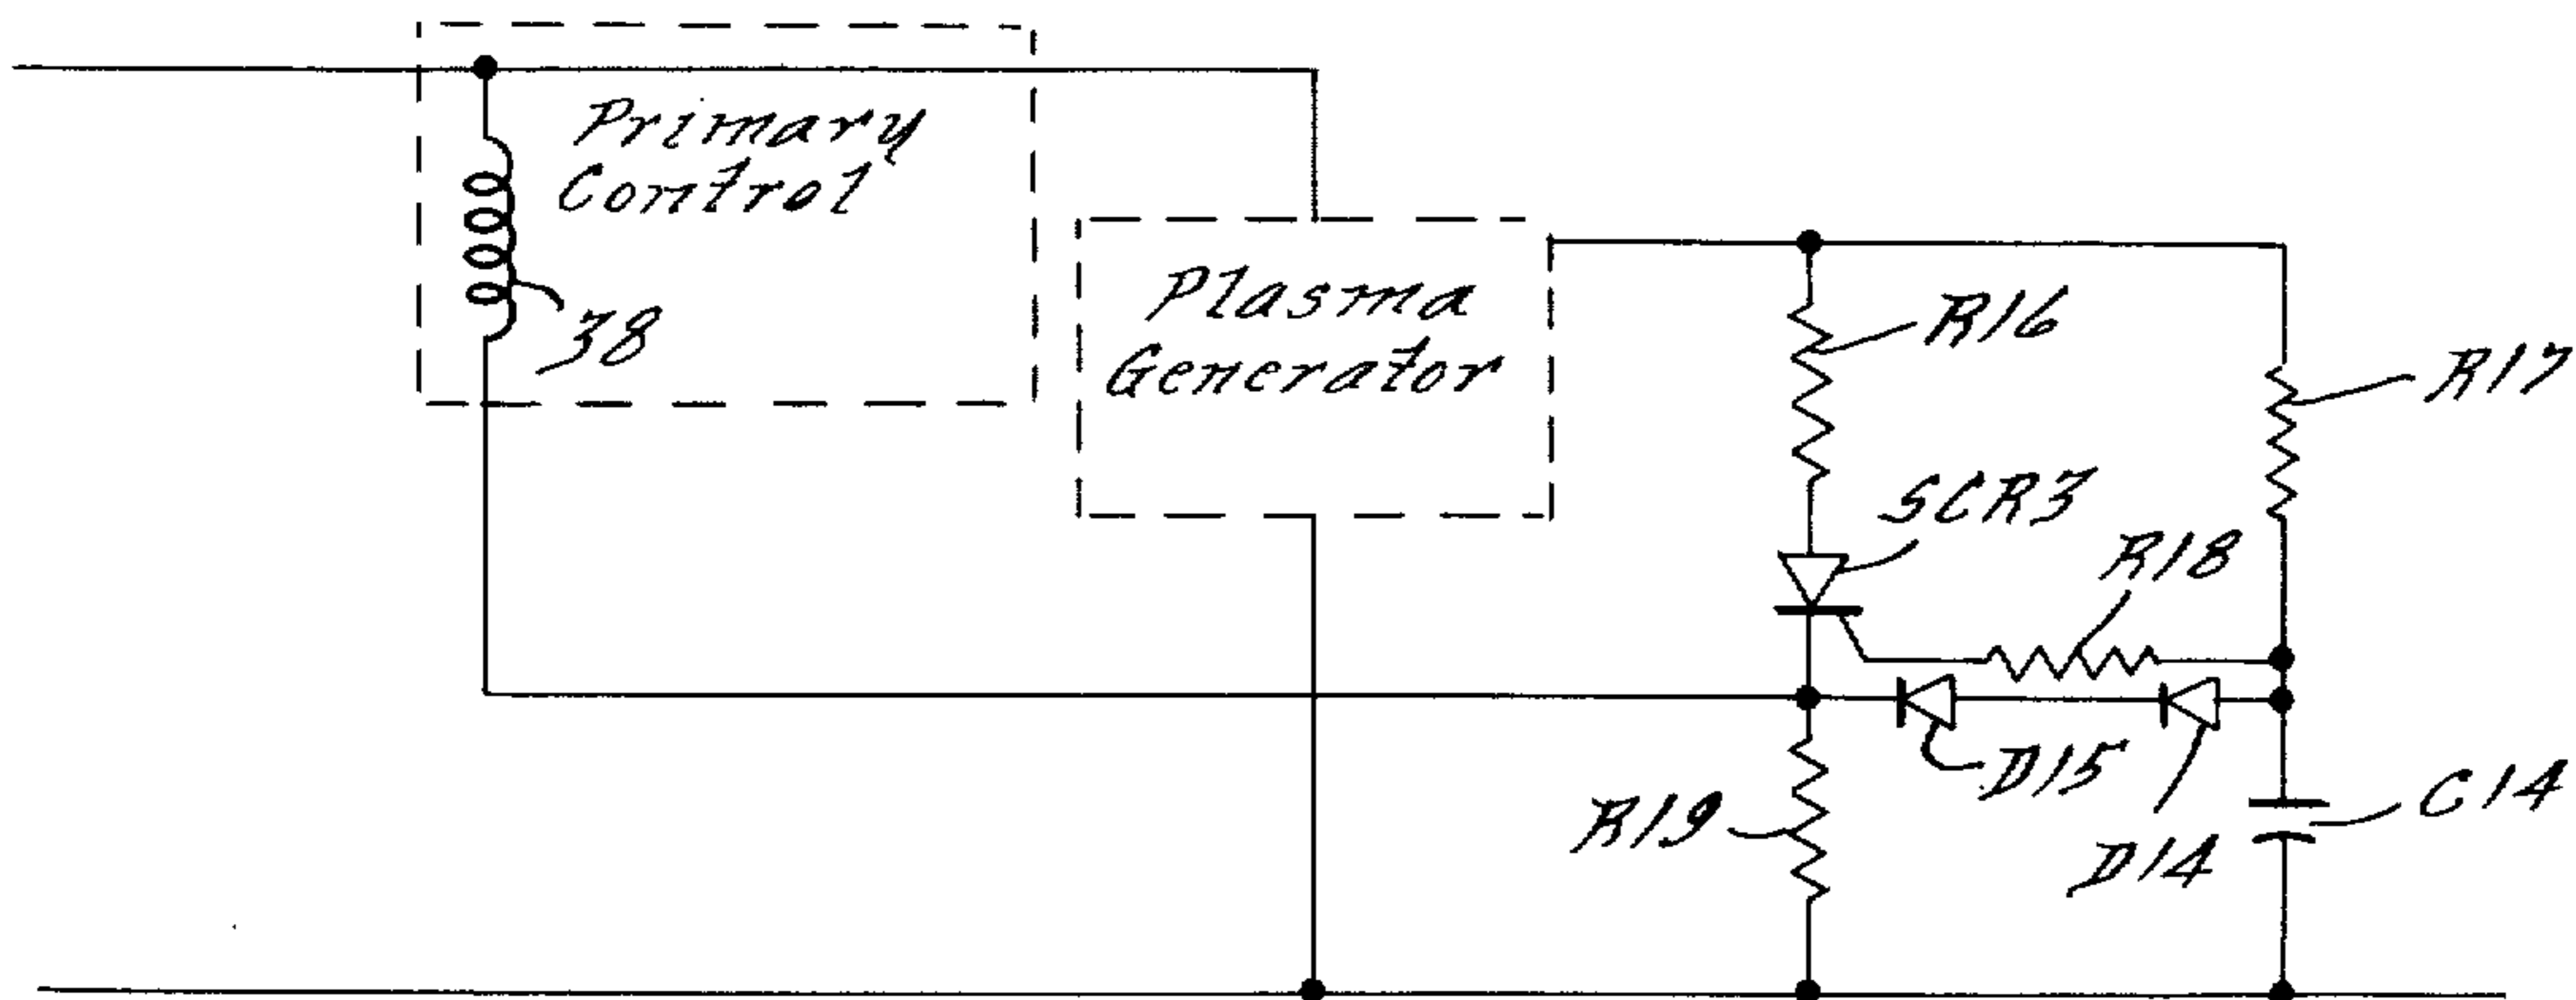 Primary
Control
38
Plasma
Generator
R16
R17
SCR3
R18
D15
R19
C14
D14